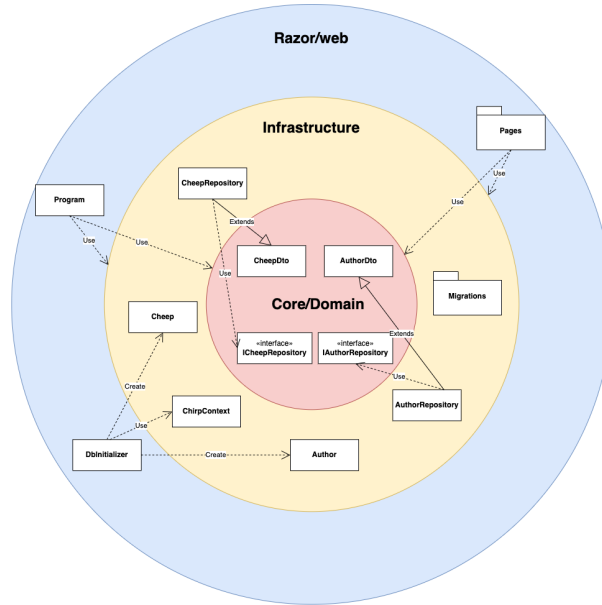 Razor/web
Infrastructure
Pages
Use
CheepRepository
Program
Use
Extends
Use
Use
Use
CheepDto
AuthorDto
Core/Domain
Migrations
Cheep
«interface»
ICheepRepository
«interface»
IAuthorRepository
Extends
Use
Create
AuthorRepository
ChirpContext
Use
DbInitializer
Create
Author